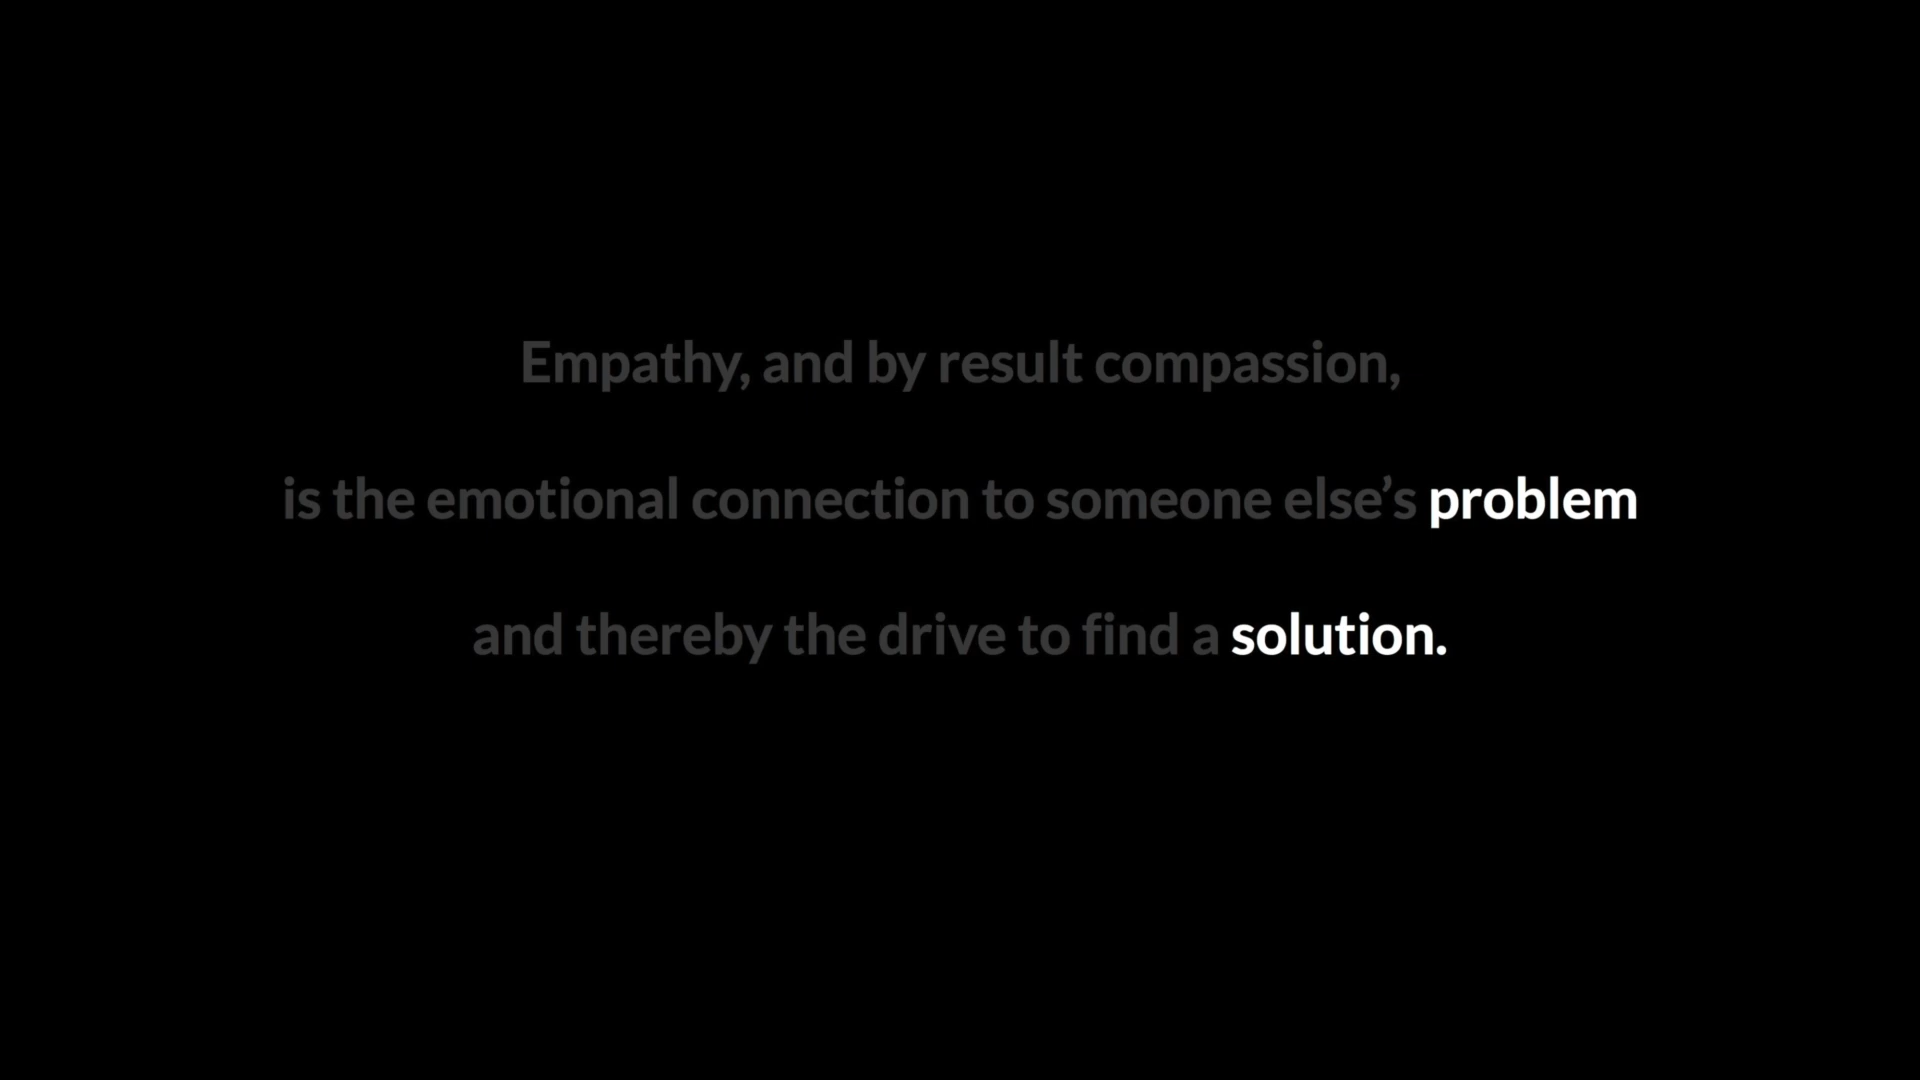 Empathy, and by result compassion,
is the emotional connection to someone else’s problem
and thereby the drive to find a solution.